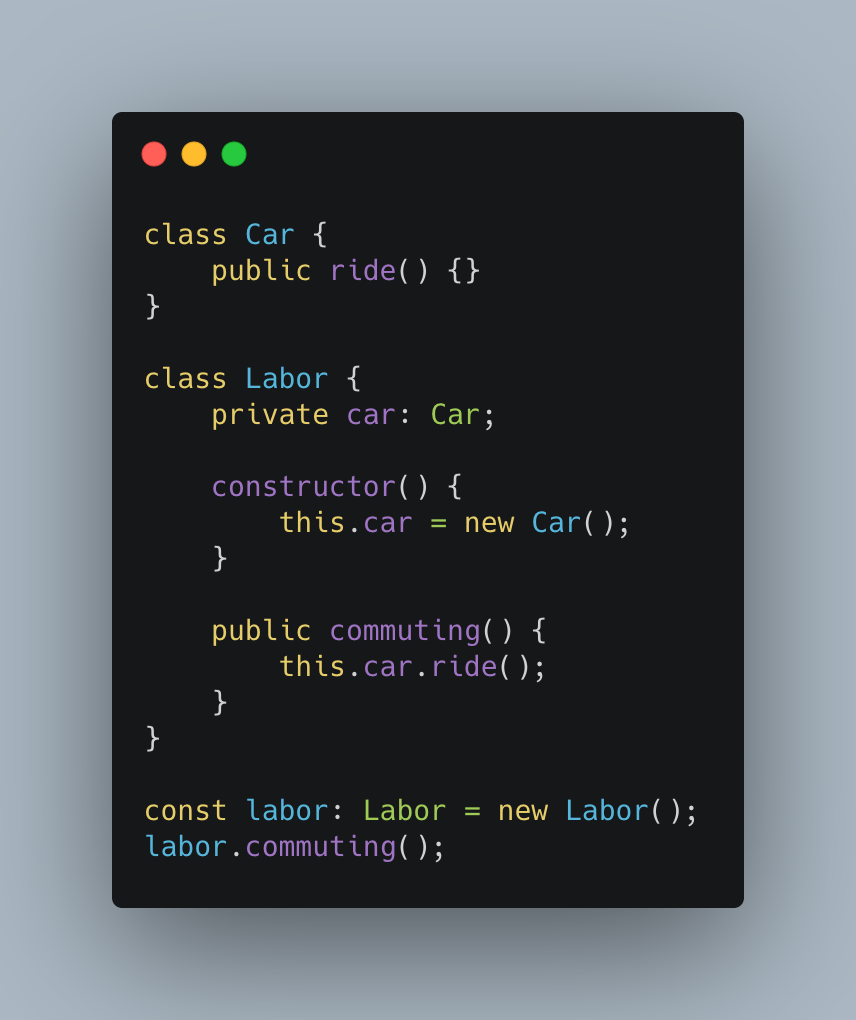 class Car {
    public ride() {}
}

class Labor {
    private car: Car;

    constructor() {
        this.car = new Car();
    }

    public commuting() {
        this.car.ride();
    }
}

const labor: Labor = new Labor();
labor.commuting();